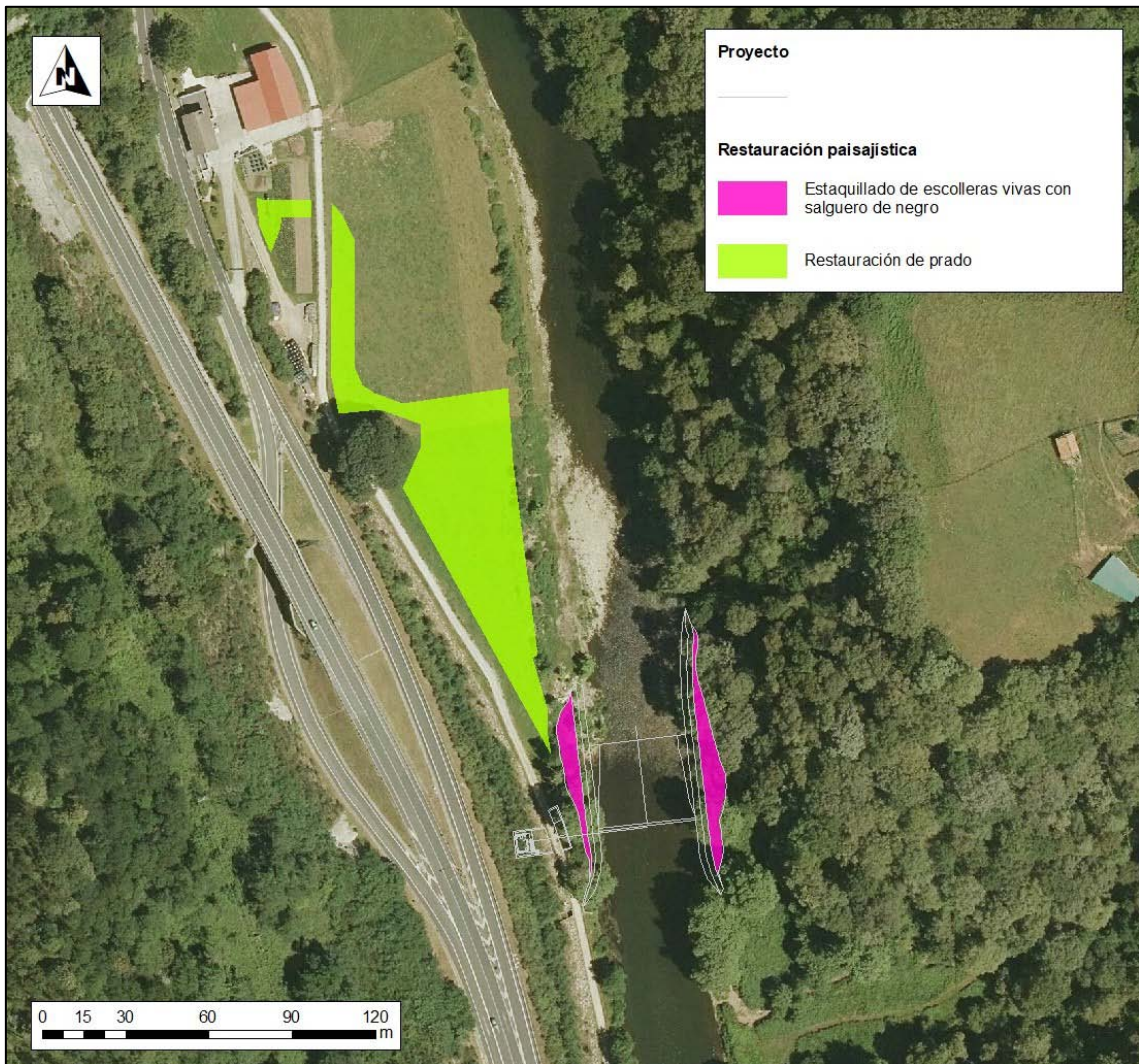 N
Proyecto
Restauración paisajística
Estaquillado de escolleras vivas con
salguero de negro
Restauración de prado
0 15 30 60 90 120
m